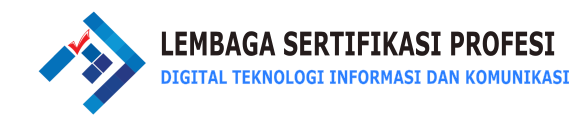 LEMBAGA SERTIFIKASI PROFESI
DIGITAL TEKNOLOGI INFORMASI DAN KOMUNIKASI